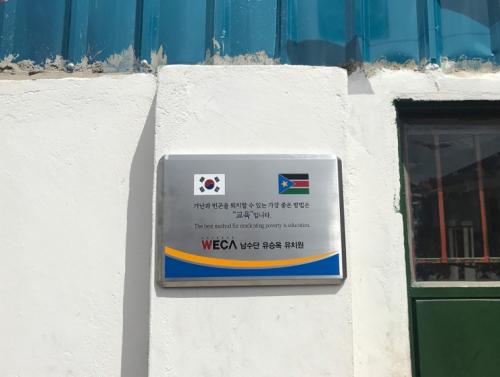 가난과 빈곤을 퇴치할 수 있는 가장 좋은 방법은
"교육"입니다.
The best method for eradicating poverty is education.
WECA 남수단 유승옥 유치원